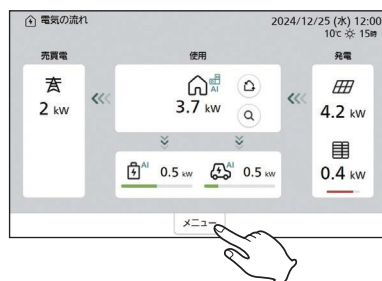 電気の流れ
2024/12/25 (水) 12:00
10℃ 15時
売買電
使用
発電
2 kW
AI
3.7 kW
4.2 kW
AI 0.5 kW
AI 0.5 kW
0.4 kW
メニュー